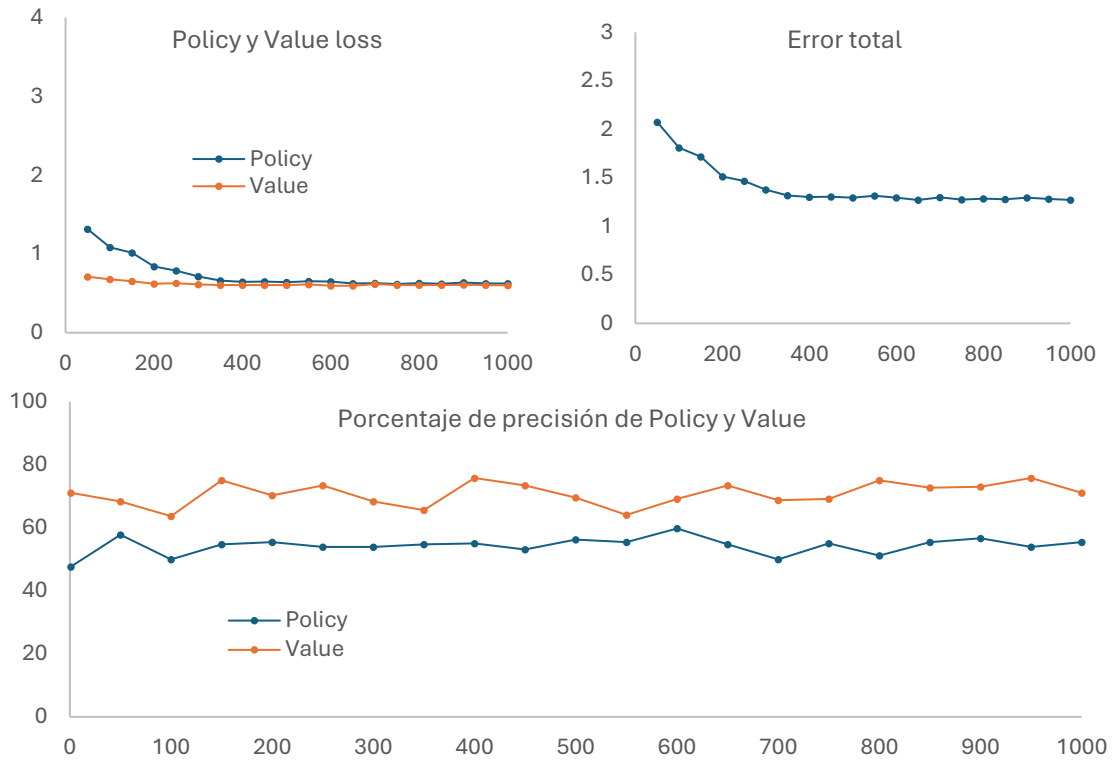 Policy y Value loss
4
3
2
1
0
Policy
Value
0 200 400 600 800 1000
Error total
3
2.5
2
1.5
1
0.5
0
0 200 400 600 800 1000
Porcentaje de precisión de Policy y Value
100
80
60
40
20
0
Policy
Value
0 100 200 300 400 500 600 700 800 900 1000